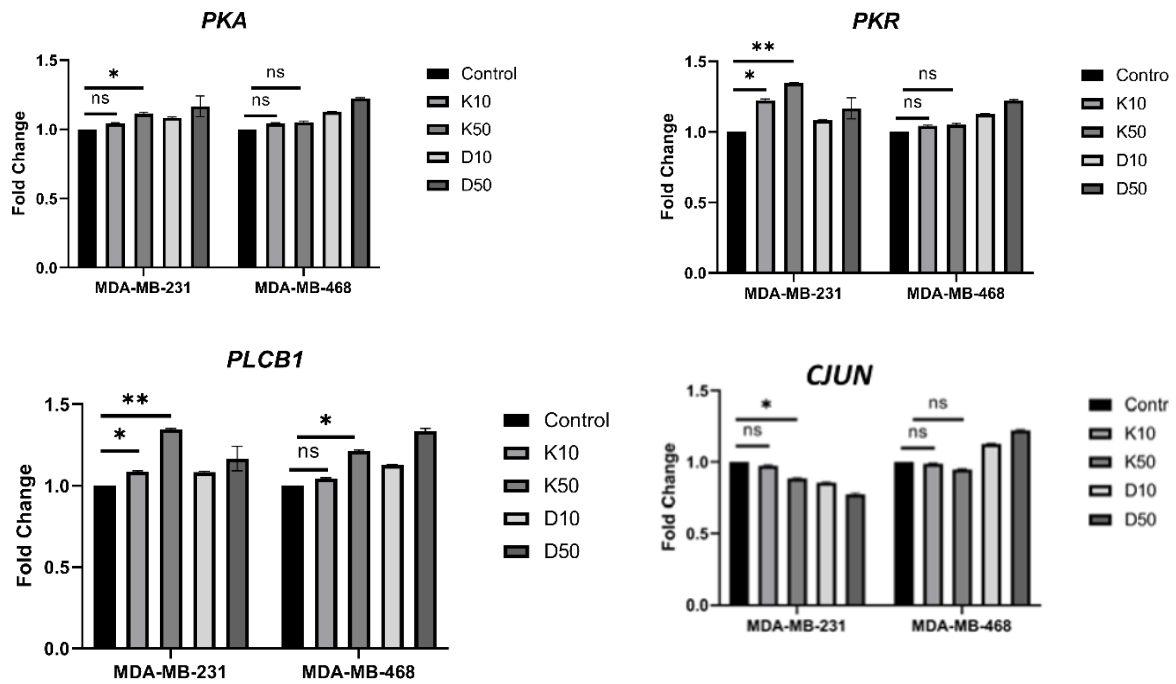 PKA
Fold Change
1.5
1.0
0.5
0.0
*
ns
ns
ns
MDA-MB-231
MDA-MB-468
Control
K10
K50
D10
D50
PKR
Fold Change
1.5
1.0
0.5
0.0
**
*
ns
ns
MDA-MB-231
MDA-MB-468
Contro
K10
K50
D10
D50
PLCB1
Fold Change
1.5
1.0
0.5
0.0
**
*
*
ns
MDA-MB-231
MDA-MB-468
Control
K10
K50
D10
D50
CJUN
Fold Change
1.5
1.0
0.5
0.0
*
ns
ns
ns
MDA-MB-231
MDA-MB-468
Contr
K10
K50
D10
D50